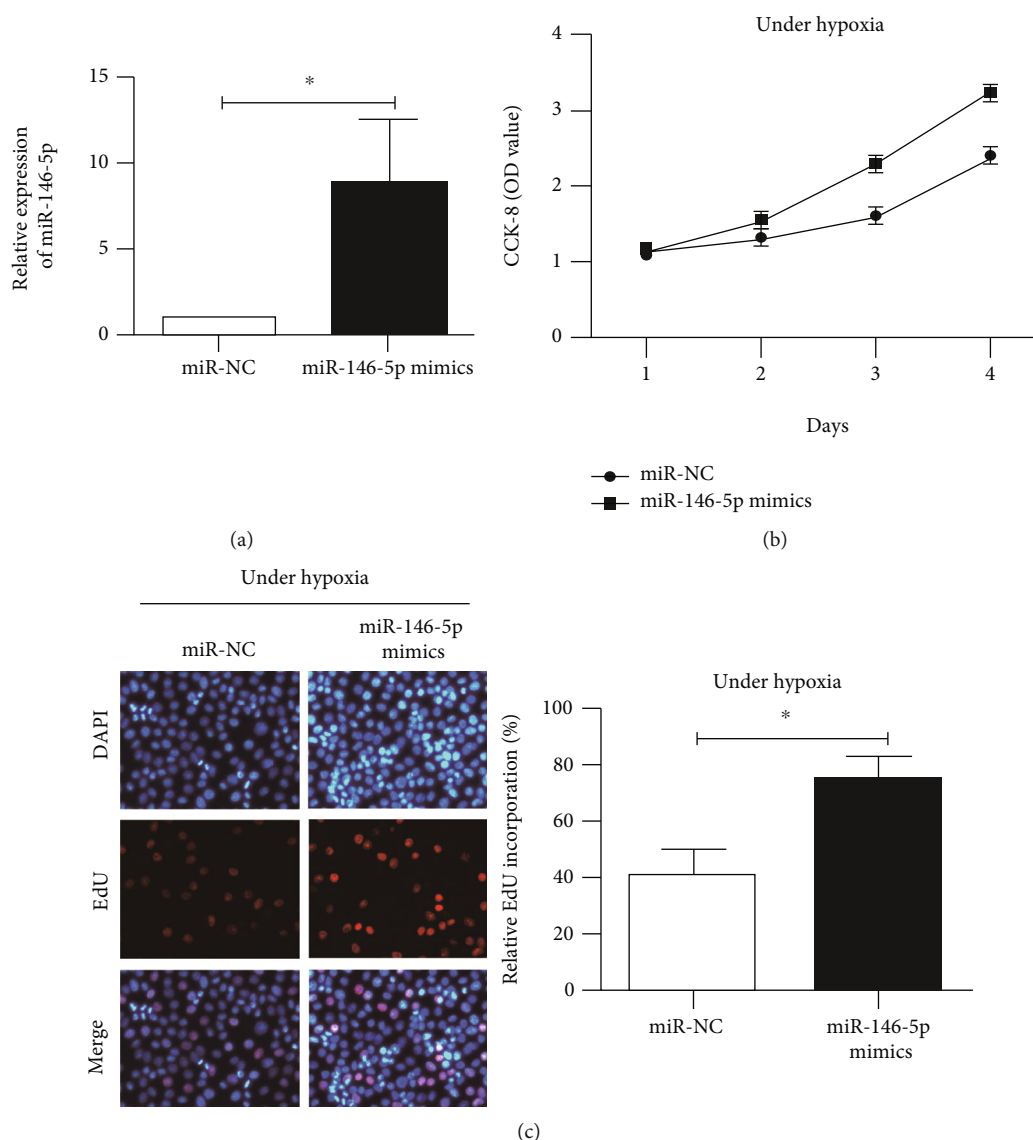 15
10
5
0
Relative expression
of miR-146-5p
*
miR-NC
miR-146-5p mimics
(a)
Under hypoxia
4
3
2
1
0
CCK-8 (OD value)
1 2 3 4
Days
miR-NC
miR-146-5p mimics
(b)
Under hypoxia
miR-NC
miR-146-5p
mimics
DAPI
EdU
Merge
Under hypoxia
100
80
60
40
20
0
Relative EdU incorporation (%)
*
miR-NC
miR-146-5p
mimics
(c)